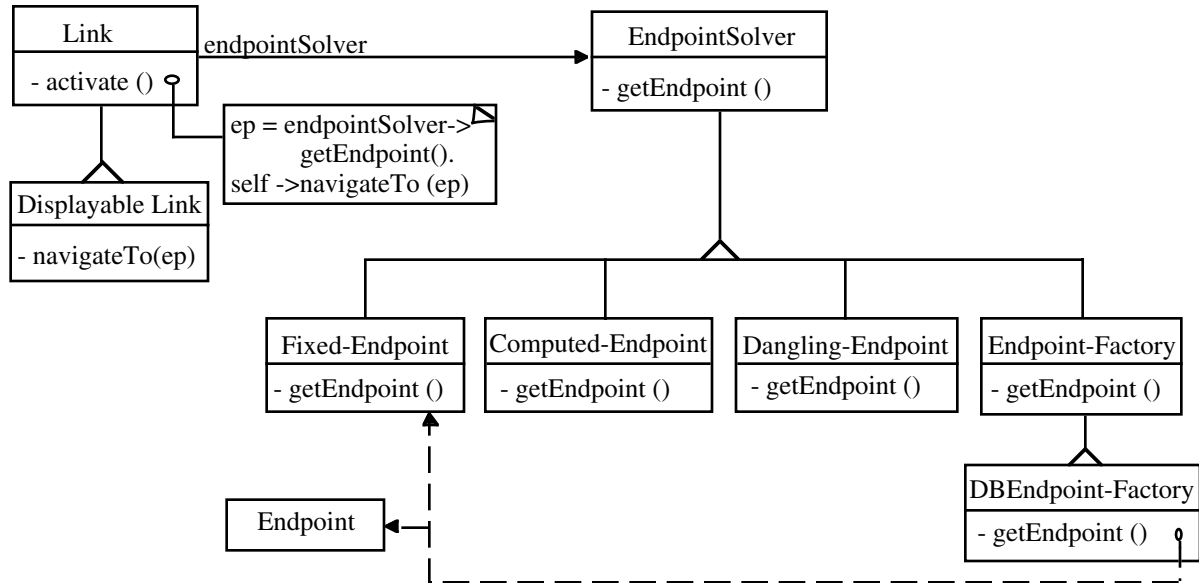 Link
- activate ()
endpointSolver
EndpointSolver
- getEndpoint ()
ep = endpointSolver->
getEndpoint().
self ->navigateTo (ep)
Displayable Link
- navigateTo(ep)
Fixed-Endpoint
- getEndpoint ()
Computed-Endpoint
- getEndpoint ()
Dangling-Endpoint
- getEndpoint ()
Endpoint-Factory
- getEndpoint ()
DBEndpoint-Factory
- getEndpoint ()
Endpoint